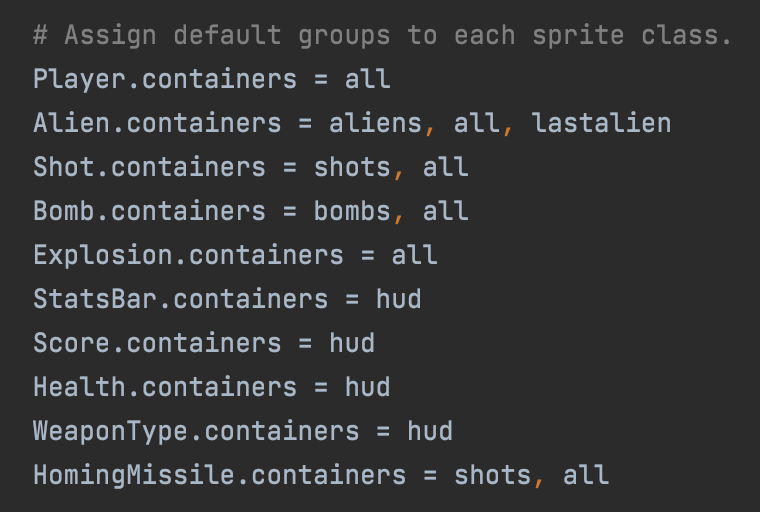 # Assign default groups to each sprite class.
Player.containers = all
Alien.containers = aliens, all, lastalien
Shot.containers = shots, all
Bomb.containers = bombs, all
Explosion.containers = all
StatsBar.containers = hud
Score.containers = hud
Health.containers = hud
WeaponType.containers = hud
HomingMissile.containers = shots, all